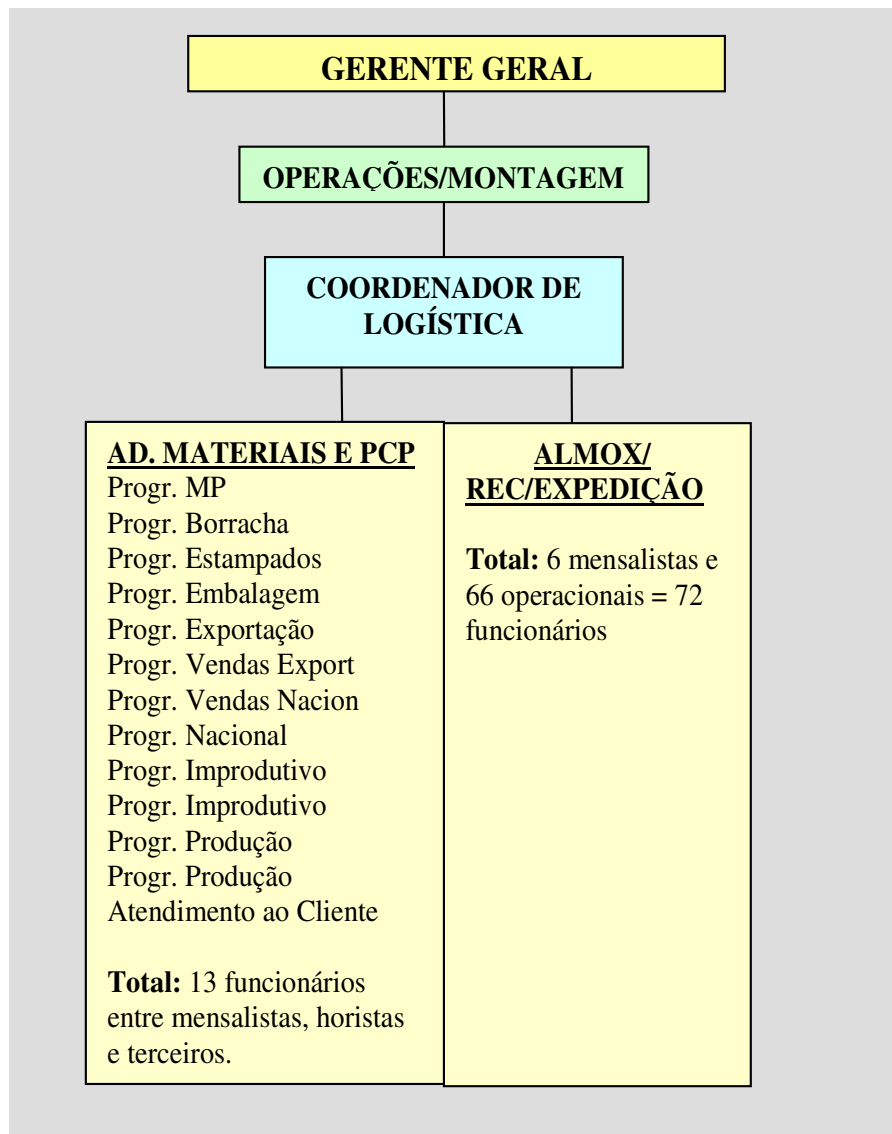 GERENTE GERAL
OPERAÇÕES/MONTAGEM
COORDENADOR DE
LOGÍSTICA
AD. MATERIAIS E PCP
Progr. MP
Progr. Borracha
Progr. Estampados
Progr. Embalagem
Progr. Exportação
Progr. Vendas Export
Progr. Vendas Nacion
Progr. Nacional
Progr. Improdutivo
Progr. Improdutivo
Progr. Produção
Progr. Produção
Atendimento ao Cliente
Total: 13 funcionários
entre mensalistas, horistas
e terceiros.
ALMOX/
REC/EXPEDIÇÃO
Total: 6 mensalistas e
66 operacionais = 72
funcionários